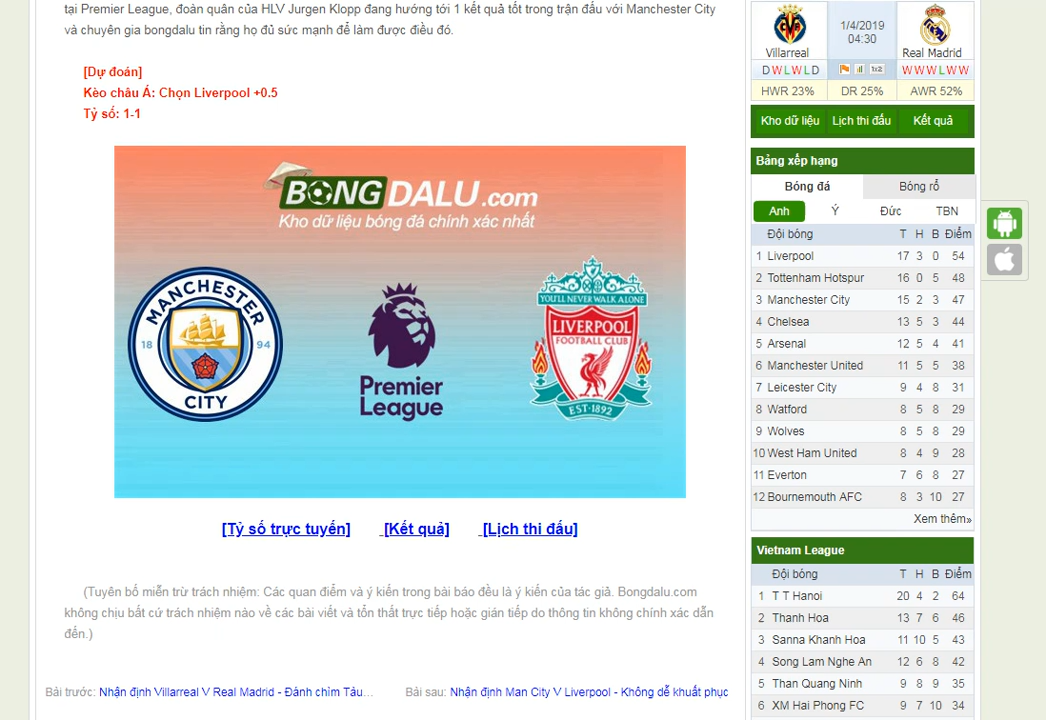 tại Premier League, đoàn quân của HLV Jurgen Klopp đang hướng tới 1 kết quả tốt trong trận đấu với Manchester City
và chuyên gia bongdalu tin rằng họ đủ sức mạnh để làm được điều đó.
[Dự đoán]
Kèo châu Á: Chọn Liverpool +0.5
Tỷ số: 1-1
BONGDALU.com
Kho dữ liệu bóng đá chính xác nhất
MANCHESTER
18 94
CITY
Premier
League
YOU'LL NEVER WALK ALONE
LIVERPOOL
FOOTBALL CLUB
EST·1892
[Tỷ số trực tuyến] [Kết quả] [Lịch thi đấu]
(Tuyên bố miễn trừ trách nhiệm: Các quan điểm và ý kiến trong bài báo đều là ý kiến của tác giả. Bongdalu.com
không chịu bất cứ trách nhiệm nào về các bài viết và tổn thất trực tiếp hoặc gián tiếp do thông tin không chính xác dẫn
đến.)
Bài trước: Nhận định Villarreal V Real Madrid - Đánh chìm Tàu...
Bài sau: Nhận định Man City V Liverpool - Không dễ khuất phục
Villarreal 1/4/2019 04:30 Real Madrid
DWLWLD 1x2 WWWLWW
HWR 23% DR 25% AWR 52%
Kho dữ liệu Lịch thi đấu Kết quả
Bảng xếp hạng
Bóng đá Bóng rổ
Anh Ý Đức TBN
Đội bóng T H B Điểm
1 Liverpool 17 3 0 54
2 Tottenham Hotspur 16 0 5 48
3 Manchester City 15 2 3 47
4 Chelsea 13 5 3 44
5 Arsenal 12 5 4 41
6 Manchester United 11 5 5 38
7 Leicester City 9 4 8 31
8 Watford 8 5 8 29
9 Wolves 8 5 8 29
10 West Ham United 8 4 9 28
11 Everton 7 6 8 27
12 Bournemouth AFC 8 3 10 27
Xem thêm»
Vietnam League
Đội bóng T H B Điểm
1 T T Hanoi 20 4 2 64
2 Thanh Hoa 13 7 6 46
3 Sanna Khanh Hoa 11 10 5 43
4 Song Lam Nghe An 12 6 8 42
5 Than Quang Ninh 9 8 9 35
6 XM Hai Phong FC 9 7 10 34